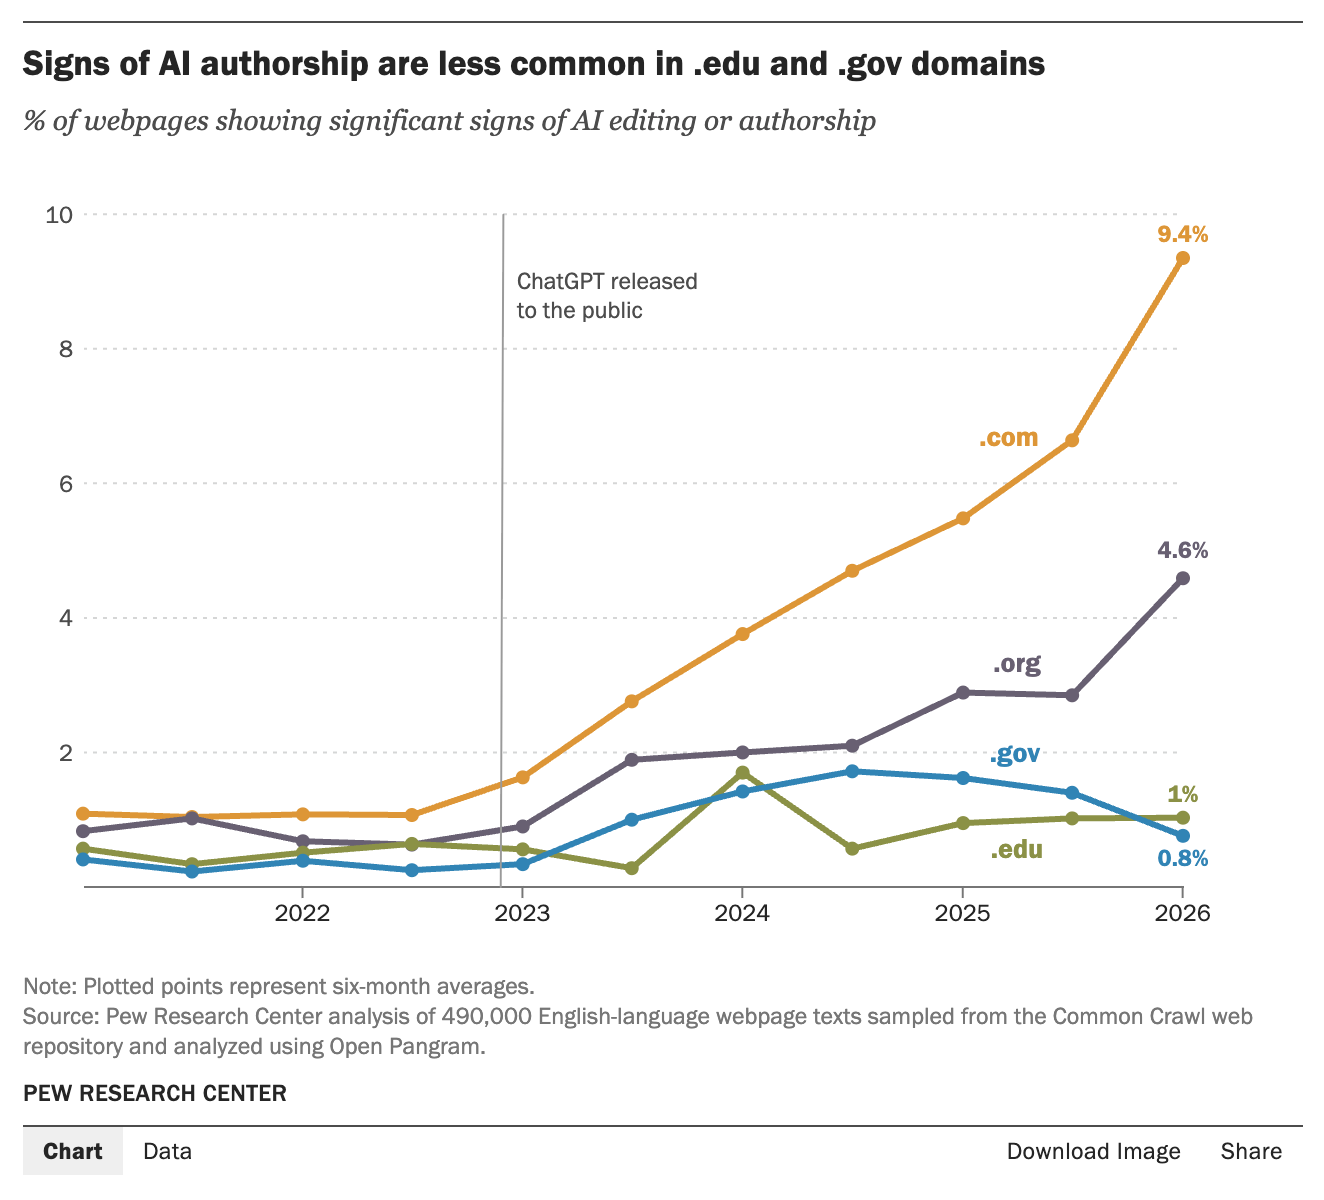 Signs of AI authorship are less common in .edu and .gov domains
% of webpages showing significant signs of AI editing or authorship
10
9.4%
ChatGPT released
to the public
8
.com
6
4.6%
4
.org
2
.gov
1%
.edu
0.8%
2022 2023 2024 2025 2026
Note: Plotted points represent six-month averages.
Source: Pew Research Center analysis of 490,000 English-language webpage texts sampled from the Common Crawl web
repository and analyzed using Open Pangram.
PEW RESEARCH CENTER
Chart Data Download Image Share